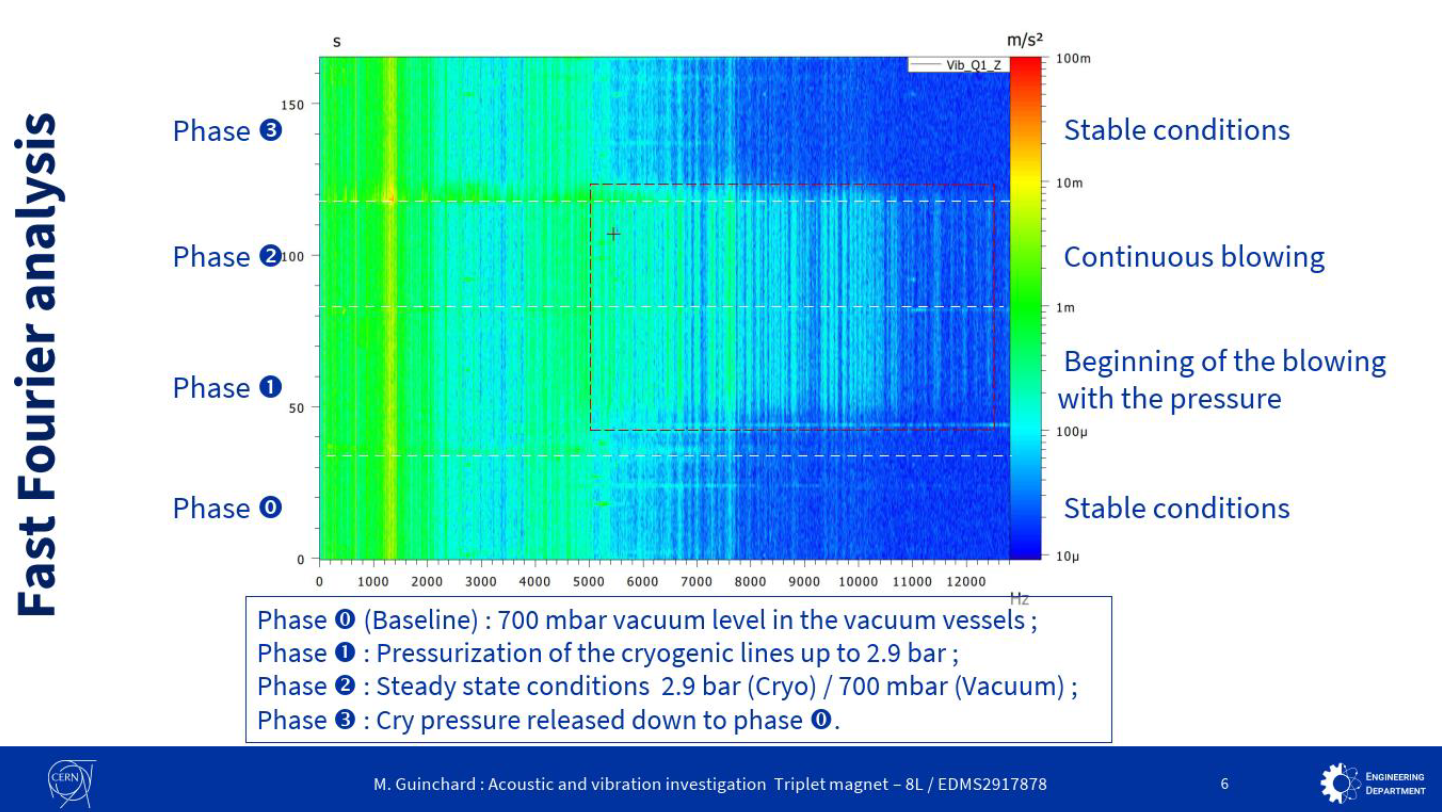 Fast Fourier analysis
s
m/s²
Vib_Q1_Z
150
100
50
0
0 1000 2000 3000 4000 5000 6000 7000 8000 9000 10000 11000 12000
Hz
100m
10m
1m
100µ
10µ
Phase ❸
Stable conditions
Phase ❷
Continuous blowing
Phase ❶
Beginning of the blowing
with the pressure
Phase ⓿
Stable conditions
Phase ⓿ (Baseline) : 700 mbar vacuum level in the vacuum vessels ;
Phase ❶ : Pressurization of the cryogenic lines up to 2.9 bar ;
Phase ❷ : Steady state conditions 2.9 bar (Cryo) / 700 mbar (Vacuum) ;
Phase ❸ : Cry pressure released down to phase ⓿.
CERN
M. Guinchard : Acoustic and vibration investigation Triplet magnet – 8L / EDMS2917878
6
ENGINEERING
DEPARTMENT